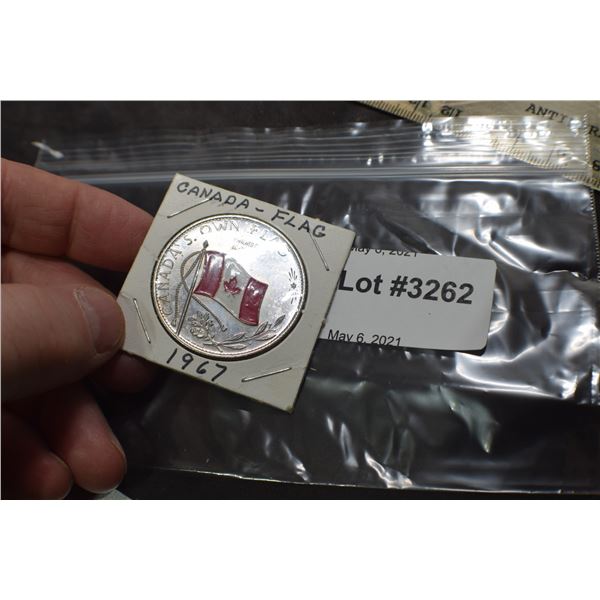 ANTI
CANADA - FLAG
CANADA'S OWN FLAG
1967
May 6, 2021
Lot #3262
May 6, 2021